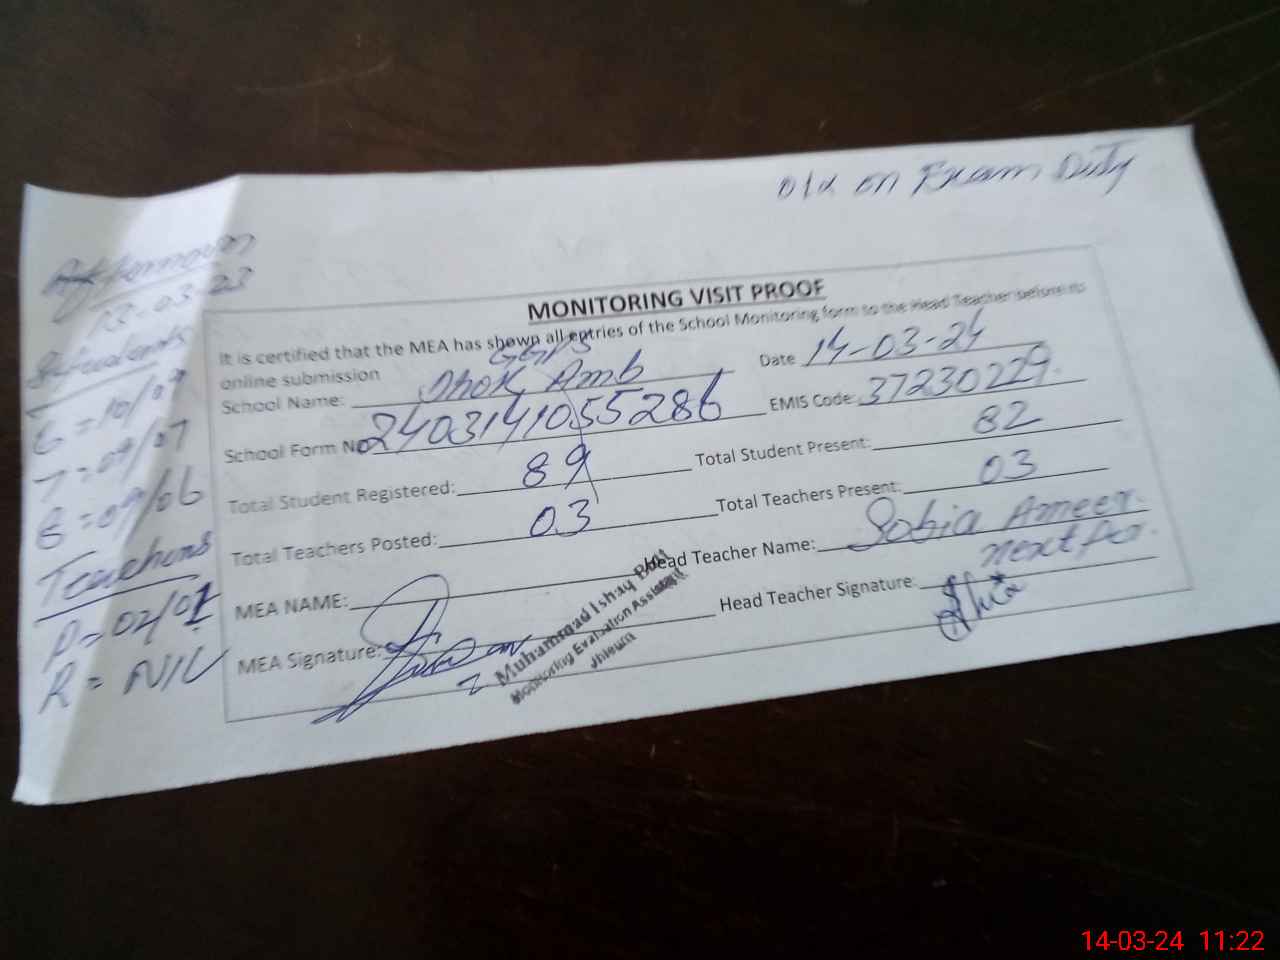 on Exam Duty
Afternoon
Students
6 = 10/09
7 = 09/07
8 = 09/06
Teachers
P = 02/01
R = NIL
MONITORING VISIT PROOF
It is certified that the MEA has shown all entries of the School Monitoring form to the Head Teacher before its
online submission
GGPS
School Name: Dhok Amb Date 14-03-24
School Form No 2403141055286 EMIS Code: 37230229
Total Student Registered: 89 Total Student Present: 82
Total Teachers Posted: 03 Total Teachers Present: 03
MEA NAME: Head Teacher Name: Sobia Ameer
MEA Signature: Head Teacher Signature:
Muhammad Ishaq
Monitoring Evaluation Assistant
Jhleum
14-03-24 11:22